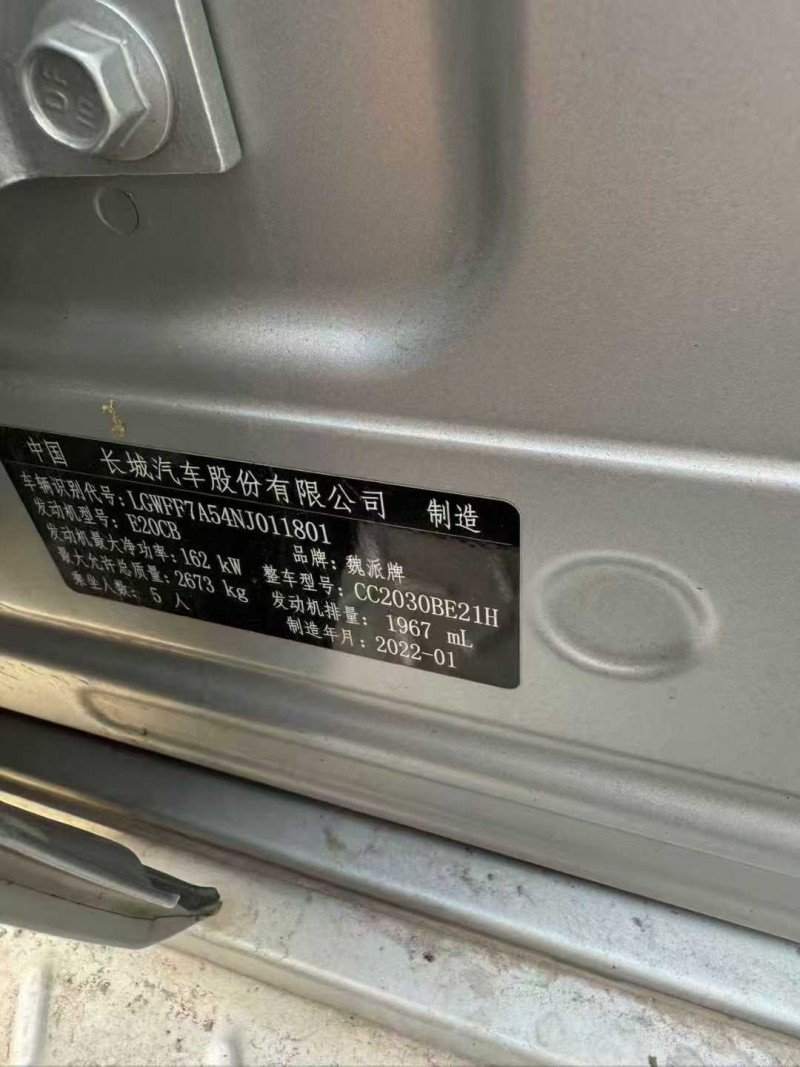 中国 长城汽车股份有限公司 制造
车辆识别代号:LGWFF7A54NJ011801
发动机型号: E20CB 品牌: 魏派牌
发动机最大净功率:162 kW 整车型号: CC2030BE21H
最大允许总质量:2673 kg 发动机排量: 1967 mL
乘坐人数: 5 人 制造年月: 2022-01